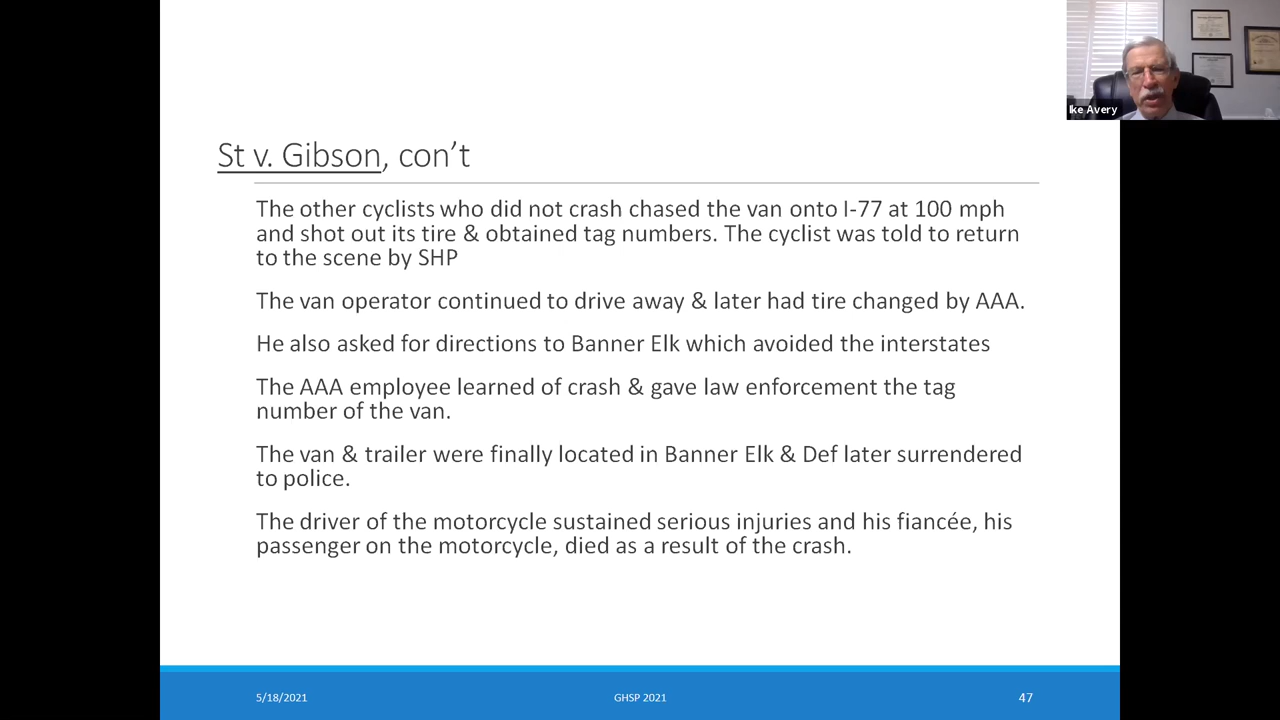 Ike Avery
St v. Gibson, con’t
The other cyclists who did not crash chased the van onto I-77 at 100 mph
and shot out its tire & obtained tag numbers. The cyclist was told to return
to the scene by SHP
The van operator continued to drive away & later had tire changed by AAA.
He also asked for directions to Banner Elk which avoided the interstates
The AAA employee learned of crash & gave law enforcement the tag
number of the van.
The van & trailer were finally located in Banner Elk & Def later surrendered
to police.
The driver of the motorcycle sustained serious injuries and his fiancée, his
passenger on the motorcycle, died as a result of the crash.
5/18/2021
GHSP 2021
47